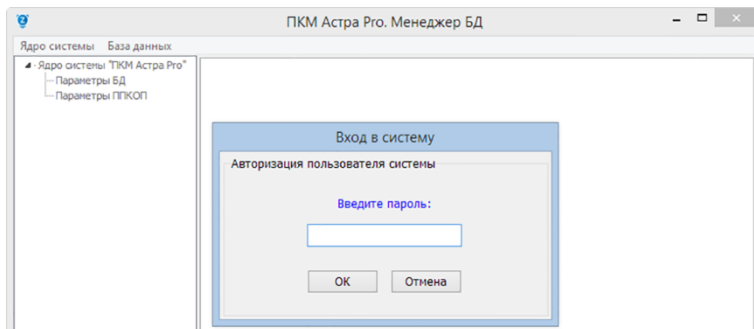 ПКМ Астра Pro. Менеджер БД
Ядро системы База данных
Ядро системы "ПКМ Астра Pro"
Параметры БД
Параметры ППКОП
Вход в систему
Авторизация пользователя системы
Введите пароль:
ОК Отмена